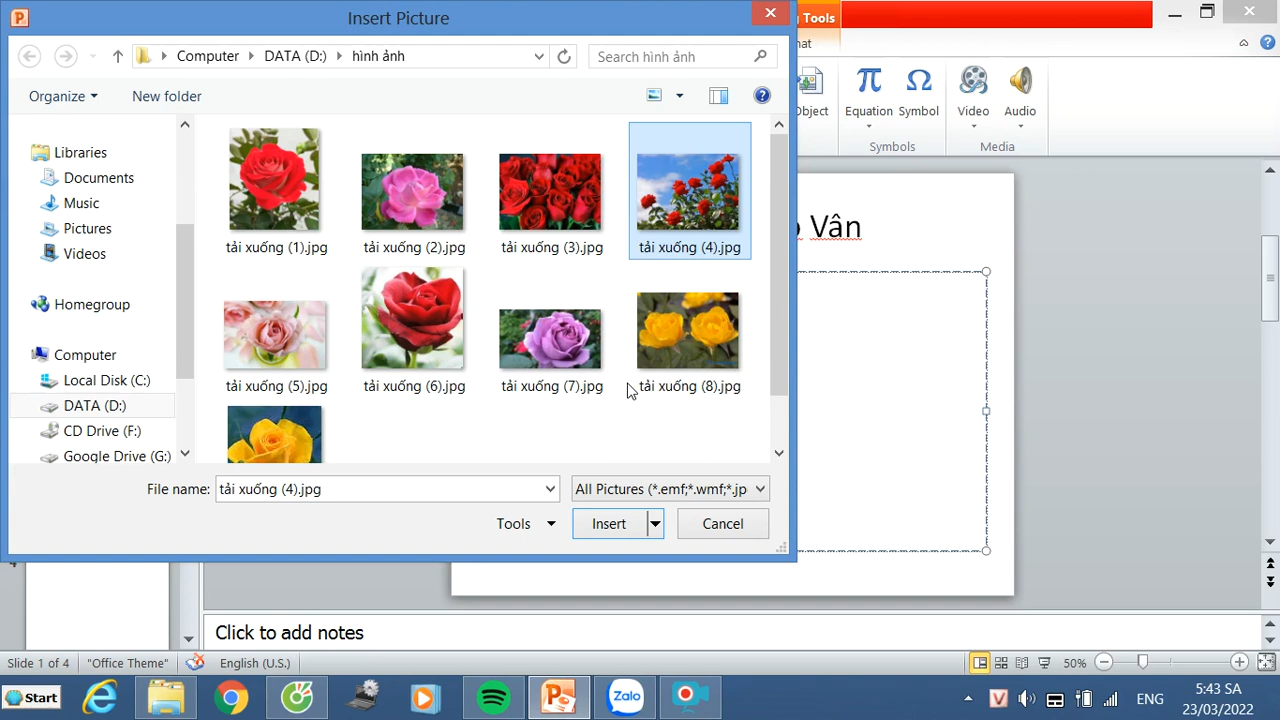 Insert Picture
g Tools
Computer
DATA (D:)
hình ảnh
Search hình ảnh
Organize
New folder
Libraries
Documents
Music
Pictures
Videos
Homegroup
Computer
Local Disk (C:)
DATA (D:)
CD Drive (F:)
Google Drive (G:)
tải xuống (1).jpg
tải xuống (2).jpg
tải xuống (3).jpg
tải xuống (4).jpg
tải xuống (5).jpg
tải xuống (6).jpg
tải xuống (7).jpg
tải xuống (8).jpg
File name:
tải xuống (4).jpg
All Pictures (*.emf;*.wmf;*.jp
Tools
Insert
Cancel
mat
Object
Equation
Symbol
Video
Audio
Symbols
Media
Vân
Click to add notes
Slide 1 of 4
"Office Theme"
English (U.S.)
50%
Start
Zalo
ENG
5:43 SA
23/03/2022